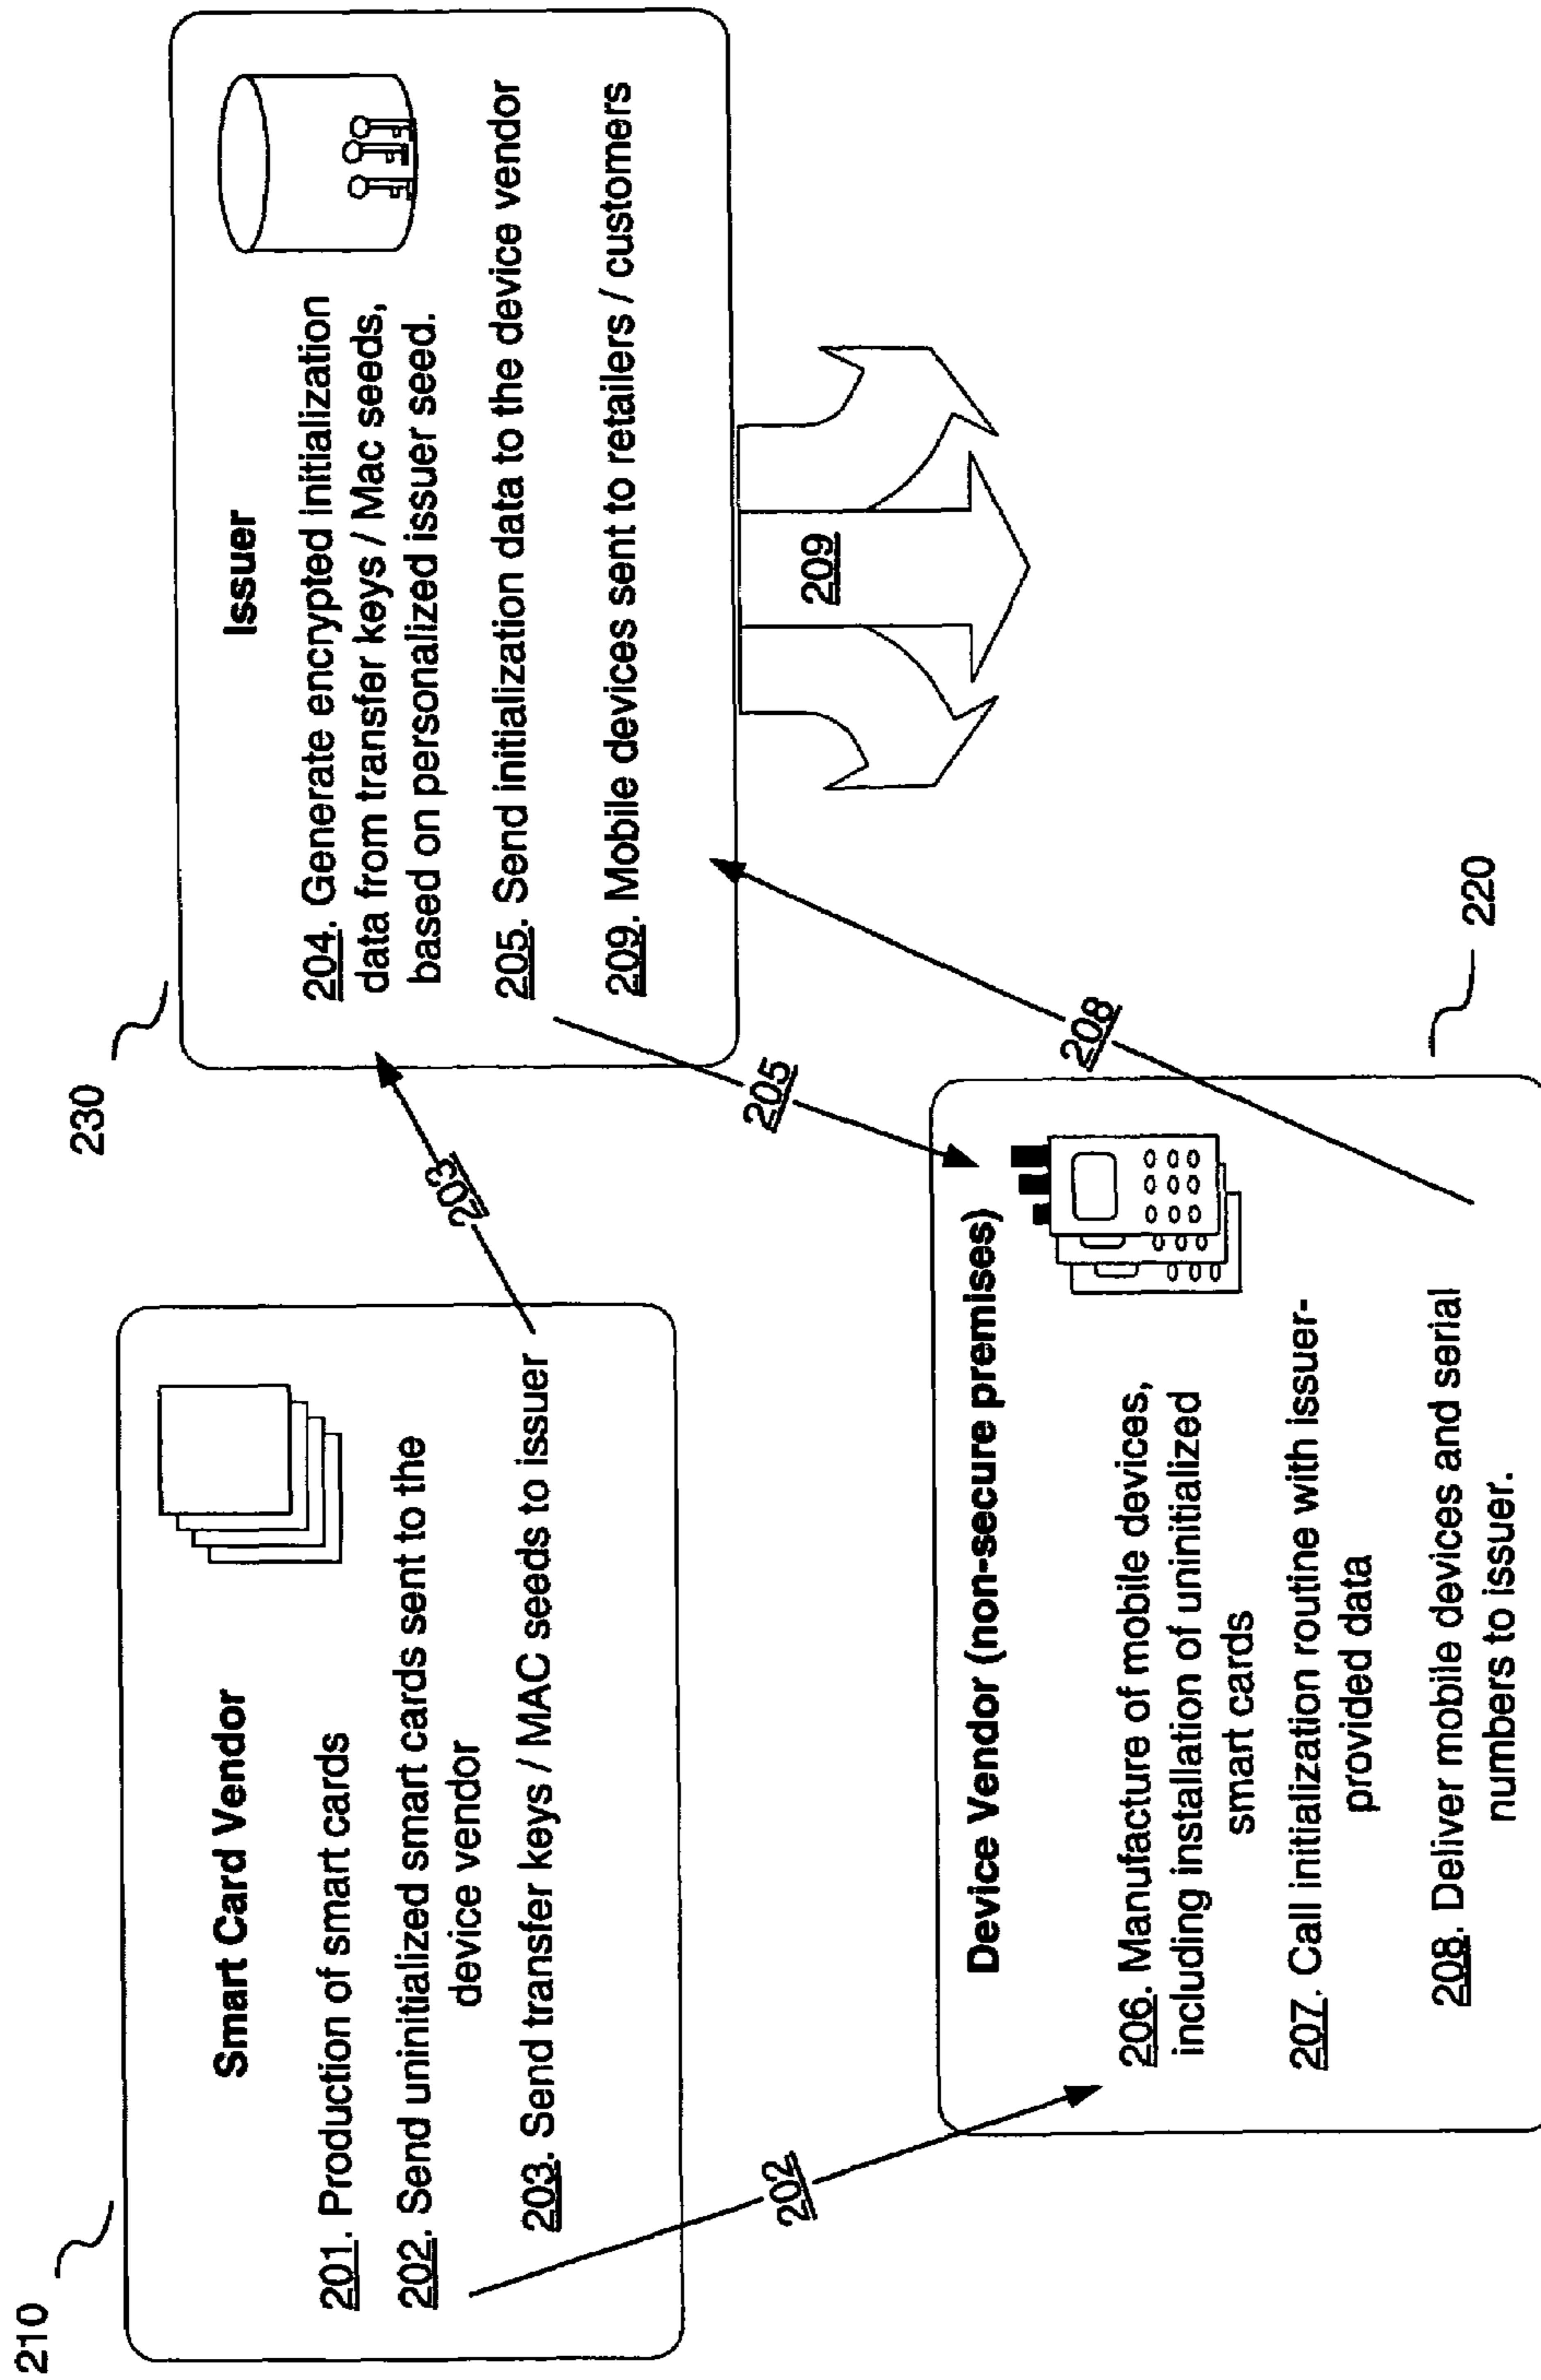 210
Smart Card Vendor
201. Production of smart cards
202. Send uninitialized smart cards sent to the
device vendor
203. Send transfer keys / MAC seeds to issuer
203
230
Issuer
204. Generate encrypted initialization
data from transfer keys / Mac seeds,
based on personalized issuer seed.
205. Send initialization data to the device vendor
209. Mobile devices sent to retailers / customers
209
202
205
208
220
Device Vendor (non-secure premises)
206. Manufacture of mobile devices,
including installation of uninitialized
smart cards
207. Call initialization routine with issuer-
provided data
208. Deliver mobile devices and serial
numbers to issuer.